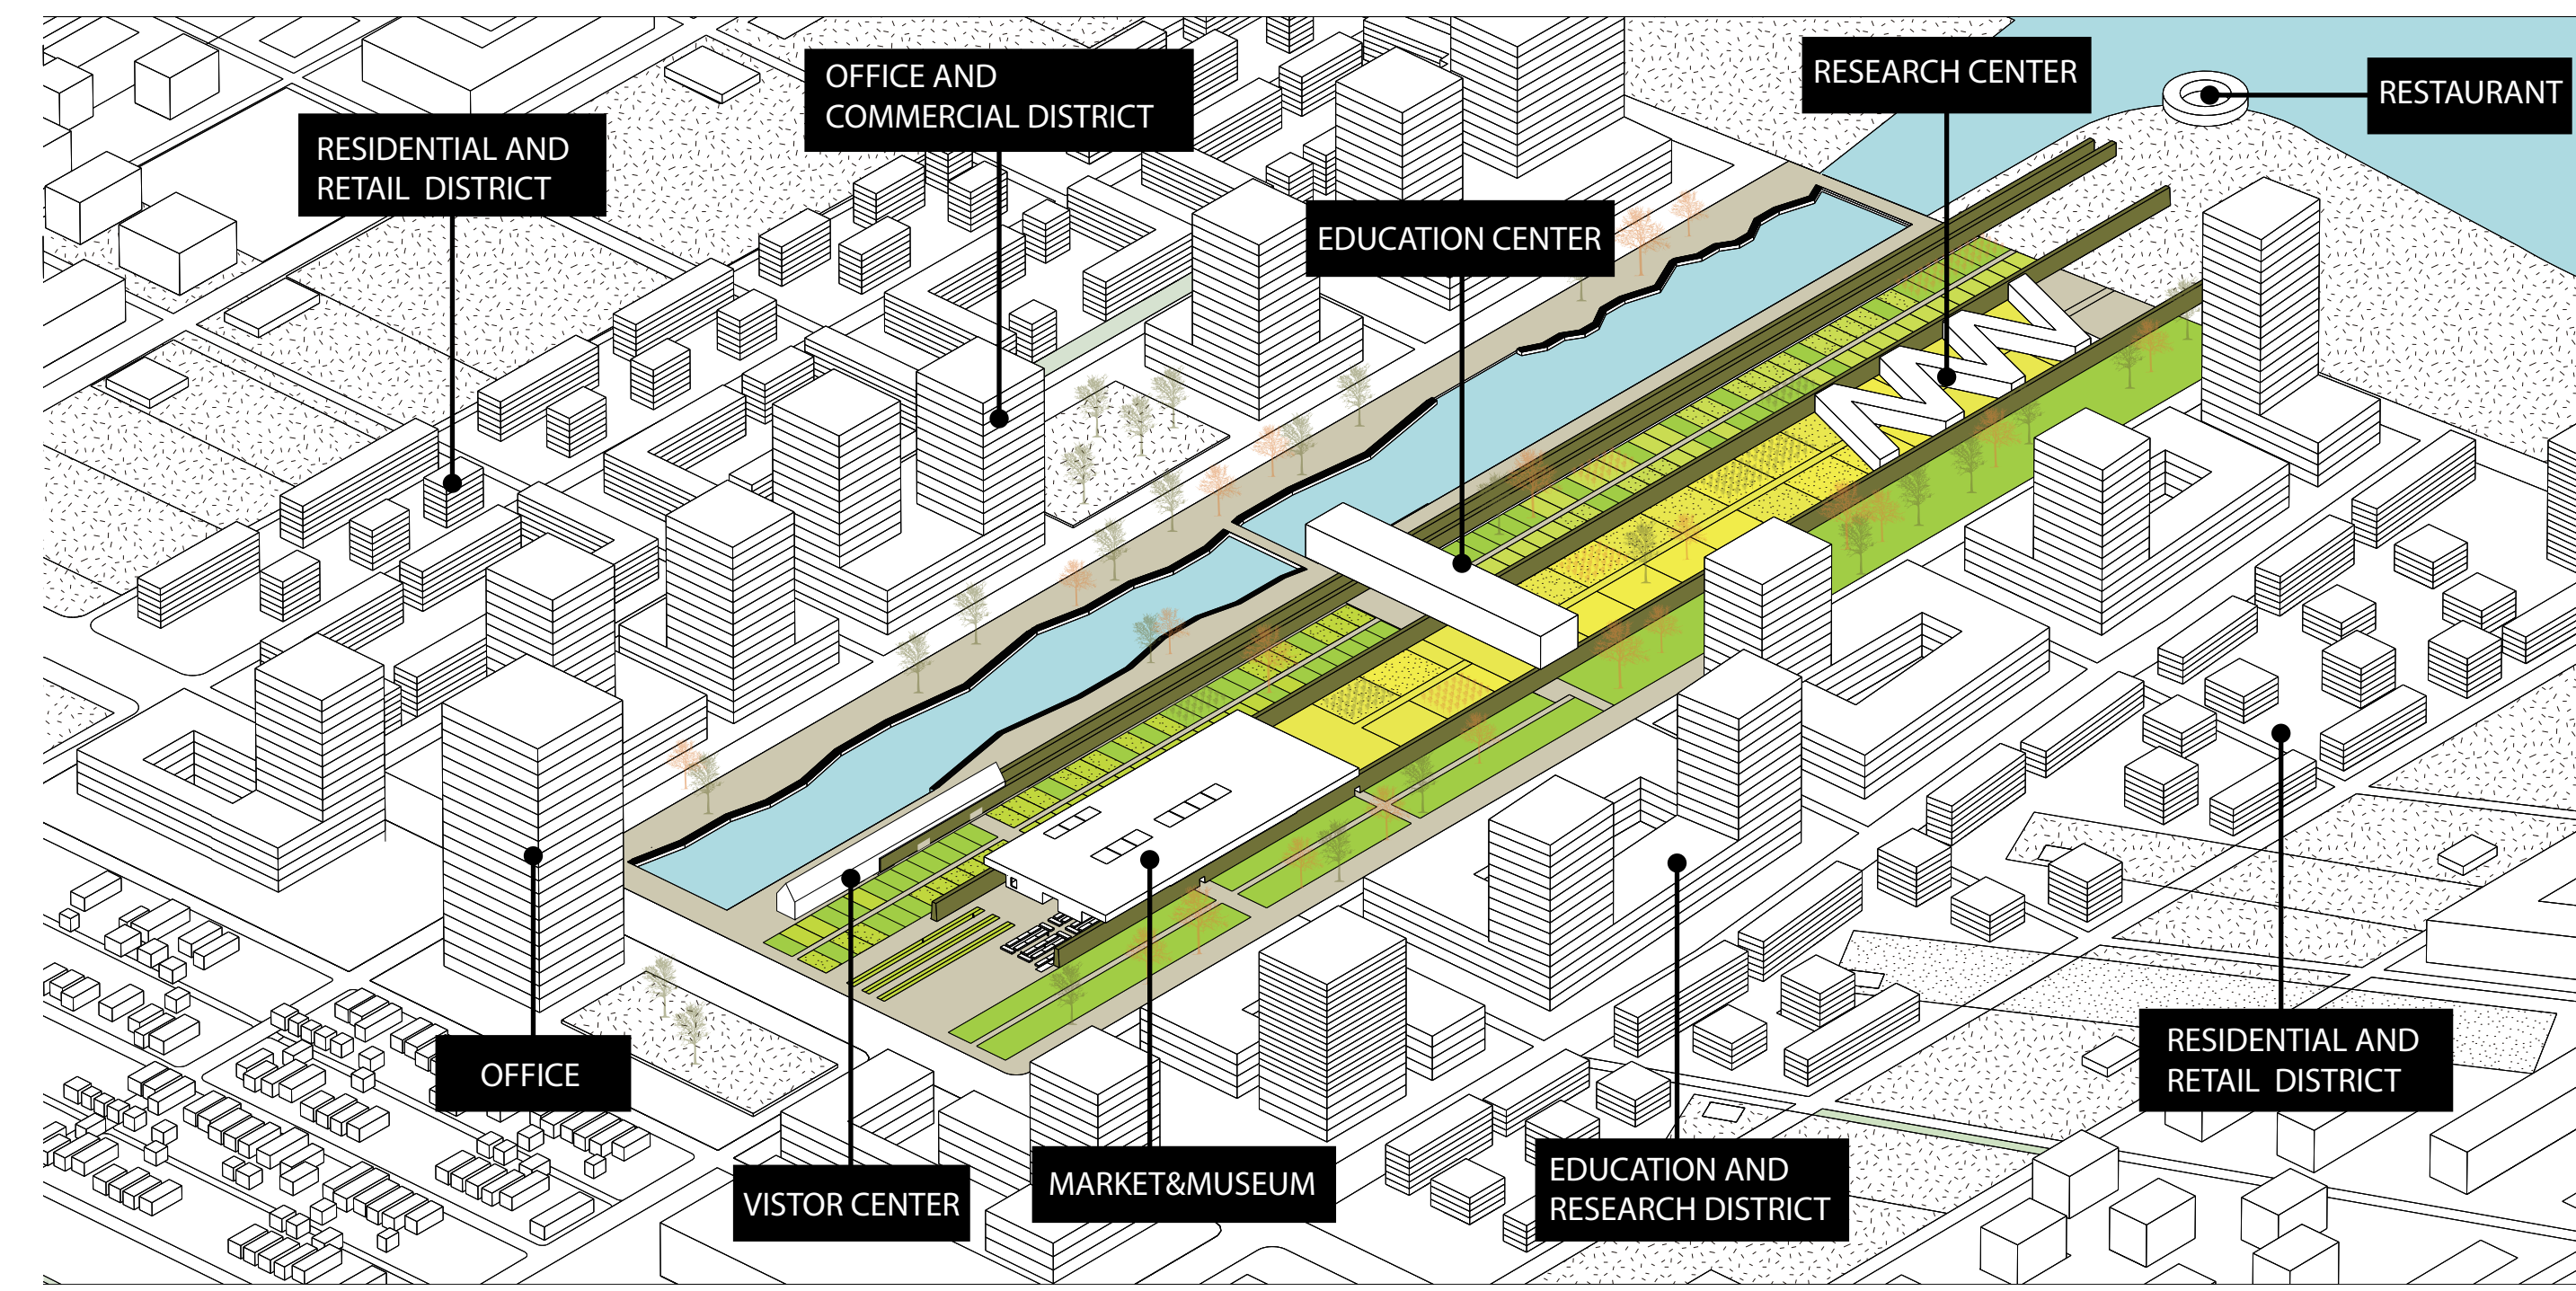 OFFICE AND
COMMERCIAL DISTRICT
RESEARCH CENTER
RESTAURANT
RESIDENTIAL AND
RETAIL DISTRICT
EDUCATION CENTER
OFFICE
RESIDENTIAL AND
RETAIL DISTRICT
VISTOR CENTER
MARKET&MUSEUM
EDUCATION AND
RESEARCH DISTRICT